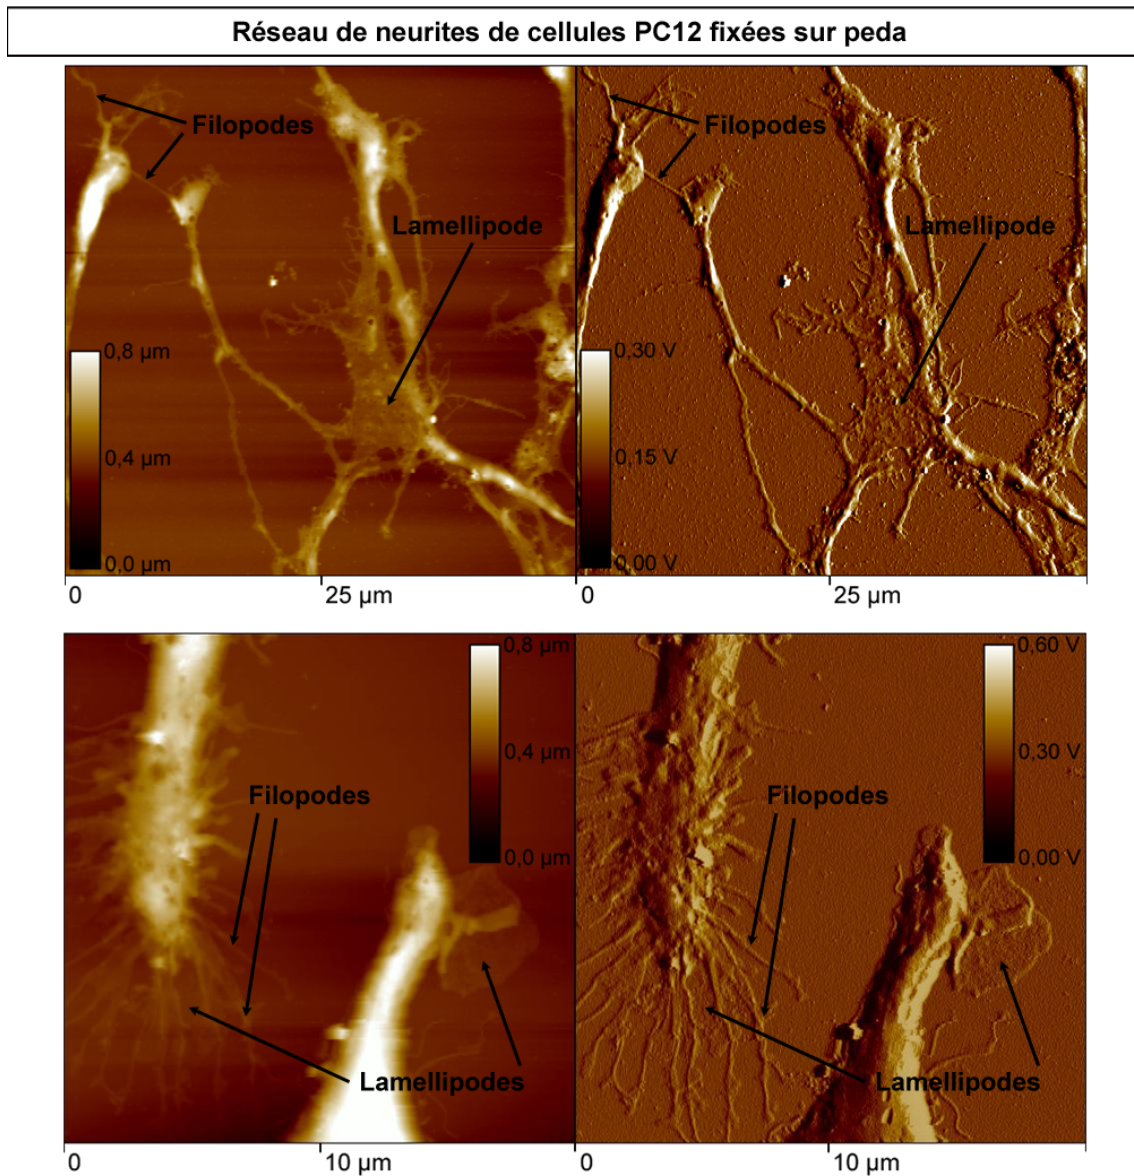 Réseau de neurites de cellules PC12 fixées sur peda
Filopodes
Filopodes
Lamellipode
Lamellipode
0,8 µm
0,4 µm
0,0 µm
0,30 V
0,15 V
0,00 V
0
25 µm
0
25 µm
0,8 µm
0,4 µm
0,0 µm
0,60 V
0,30 V
0,00 V
Filopodes
Filopodes
Lamellipodes
Lamellipodes
0
10 µm
0
10 µm